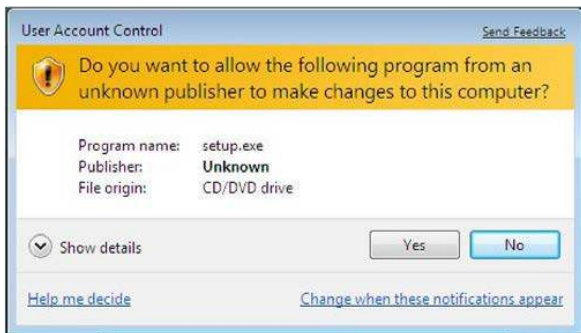 User Account Control
Send Feedback
Do you want to allow the following program from an
unknown publisher to make changes to this computer?
Program name: setup.exe
Publisher: Unknown
File origin: CD/DVD drive
Show details
Yes
No
Help me decide
Change when these notifications appear